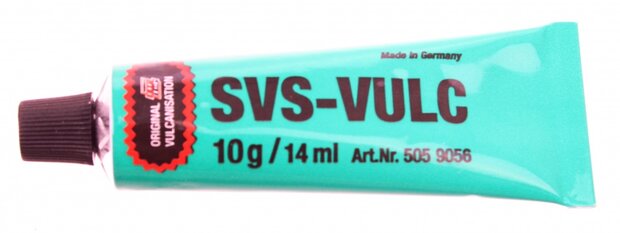 Made in Germany
ORIGINAL
VULCANISATION
SVS-VULC
10g/14ml Art.Nr. 505 9056